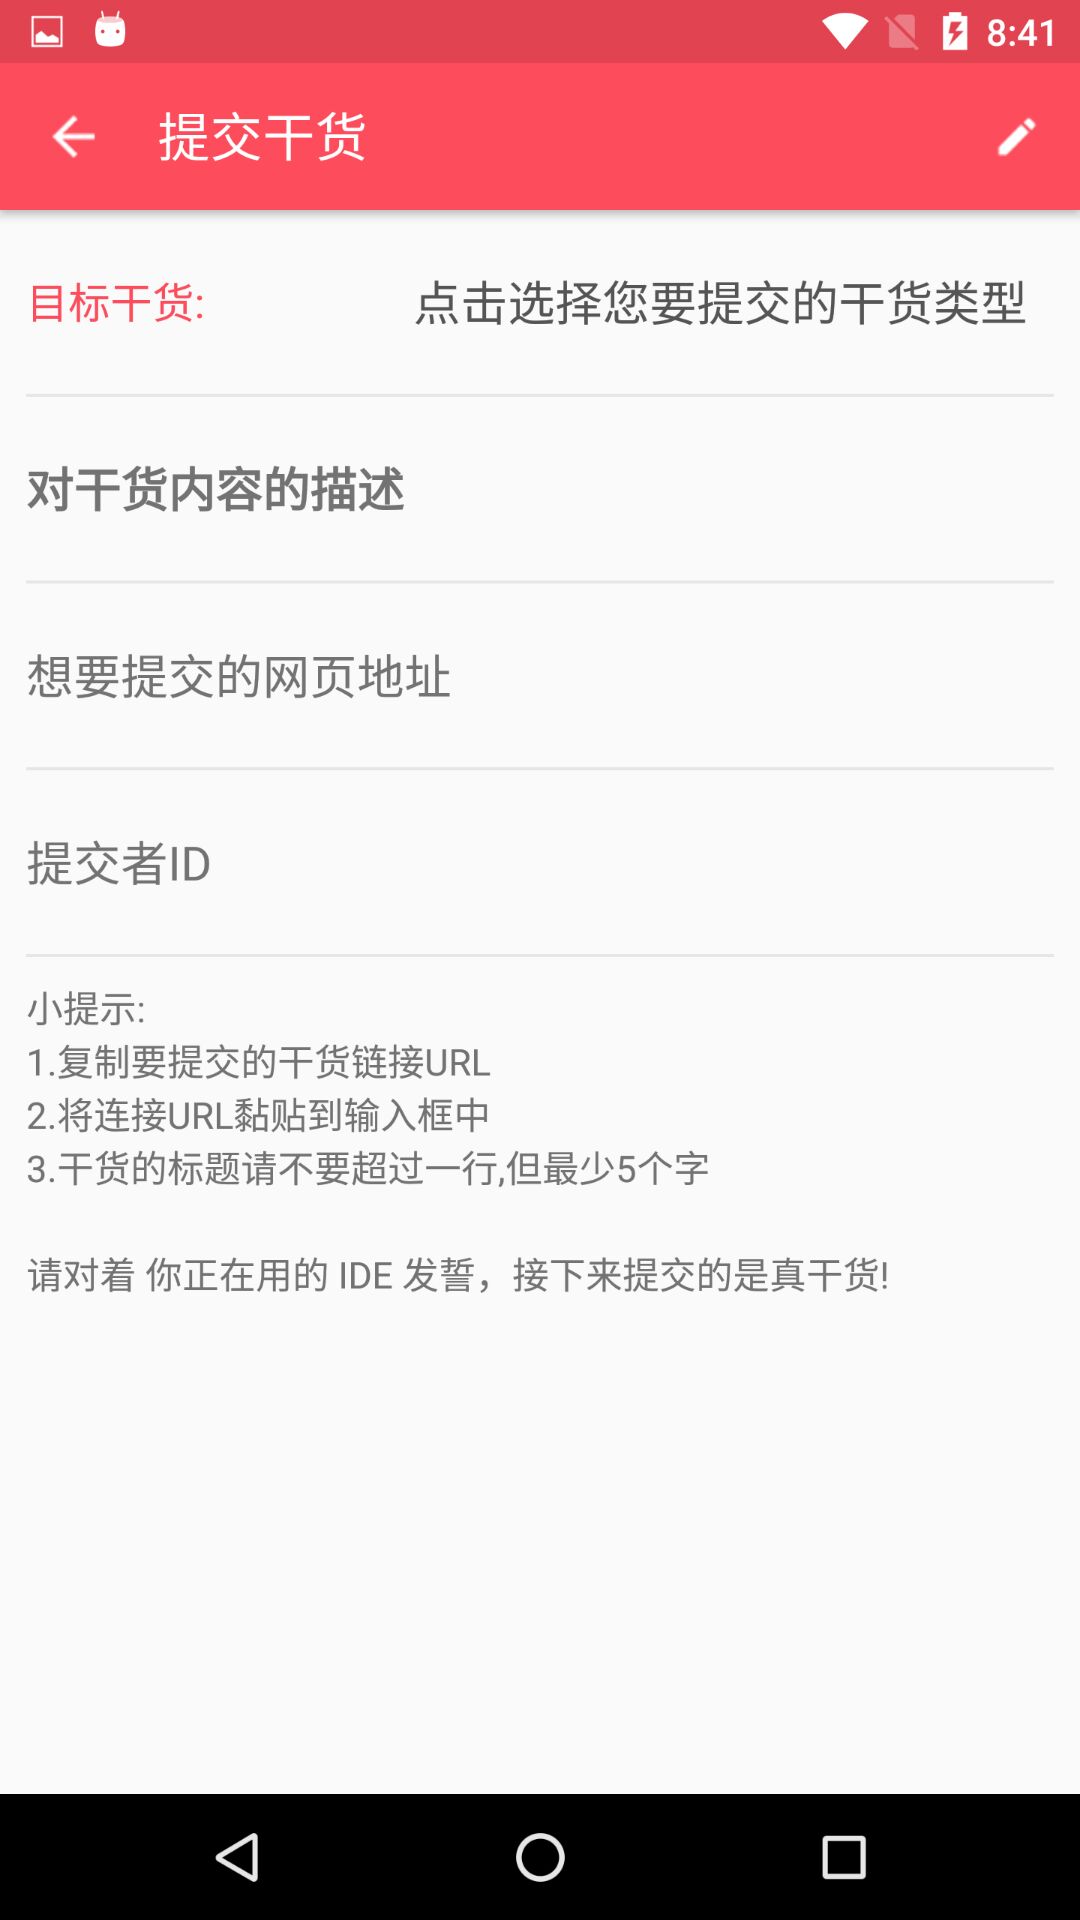 8:41
提交干货
目标干货: 点击选择您要提交的干货类型
对干货内容的描述
想要提交的网页地址
提交者ID
小提示:
1.复制要提交的干货链接URL
2.将连接URL黏贴到输入框中
3.干货的标题请不要超过一行,但最少5个字
请对着 你正在用的 IDE 发誓，接下来提交的是真干货!